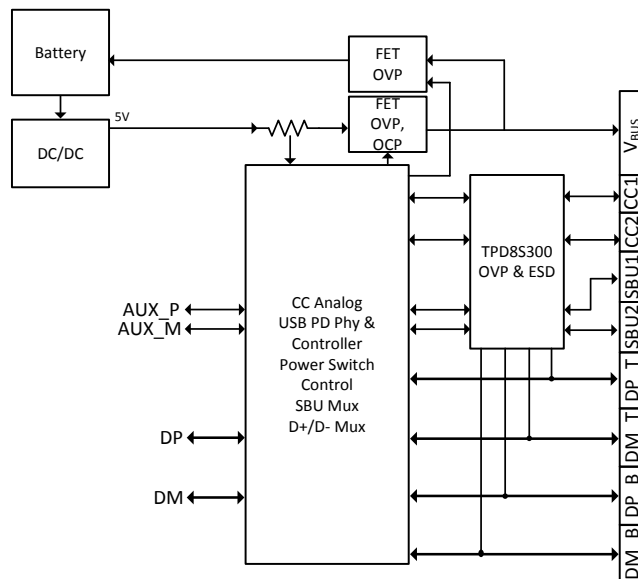 Battery
FET
OVP
5V
FET
OVP,
OCP
DC/DC
VBUS
CC1
CC2
TPD8S300
OVP & ESD
SBU1
SBU2
AUX_P
AUX_M
CC Analog
USB PD Phy &
Controller
Power Switch
Control
SBU Mux
D+/D- Mux
DP_T
DM_T
DP
DP_B
DM
DM_B